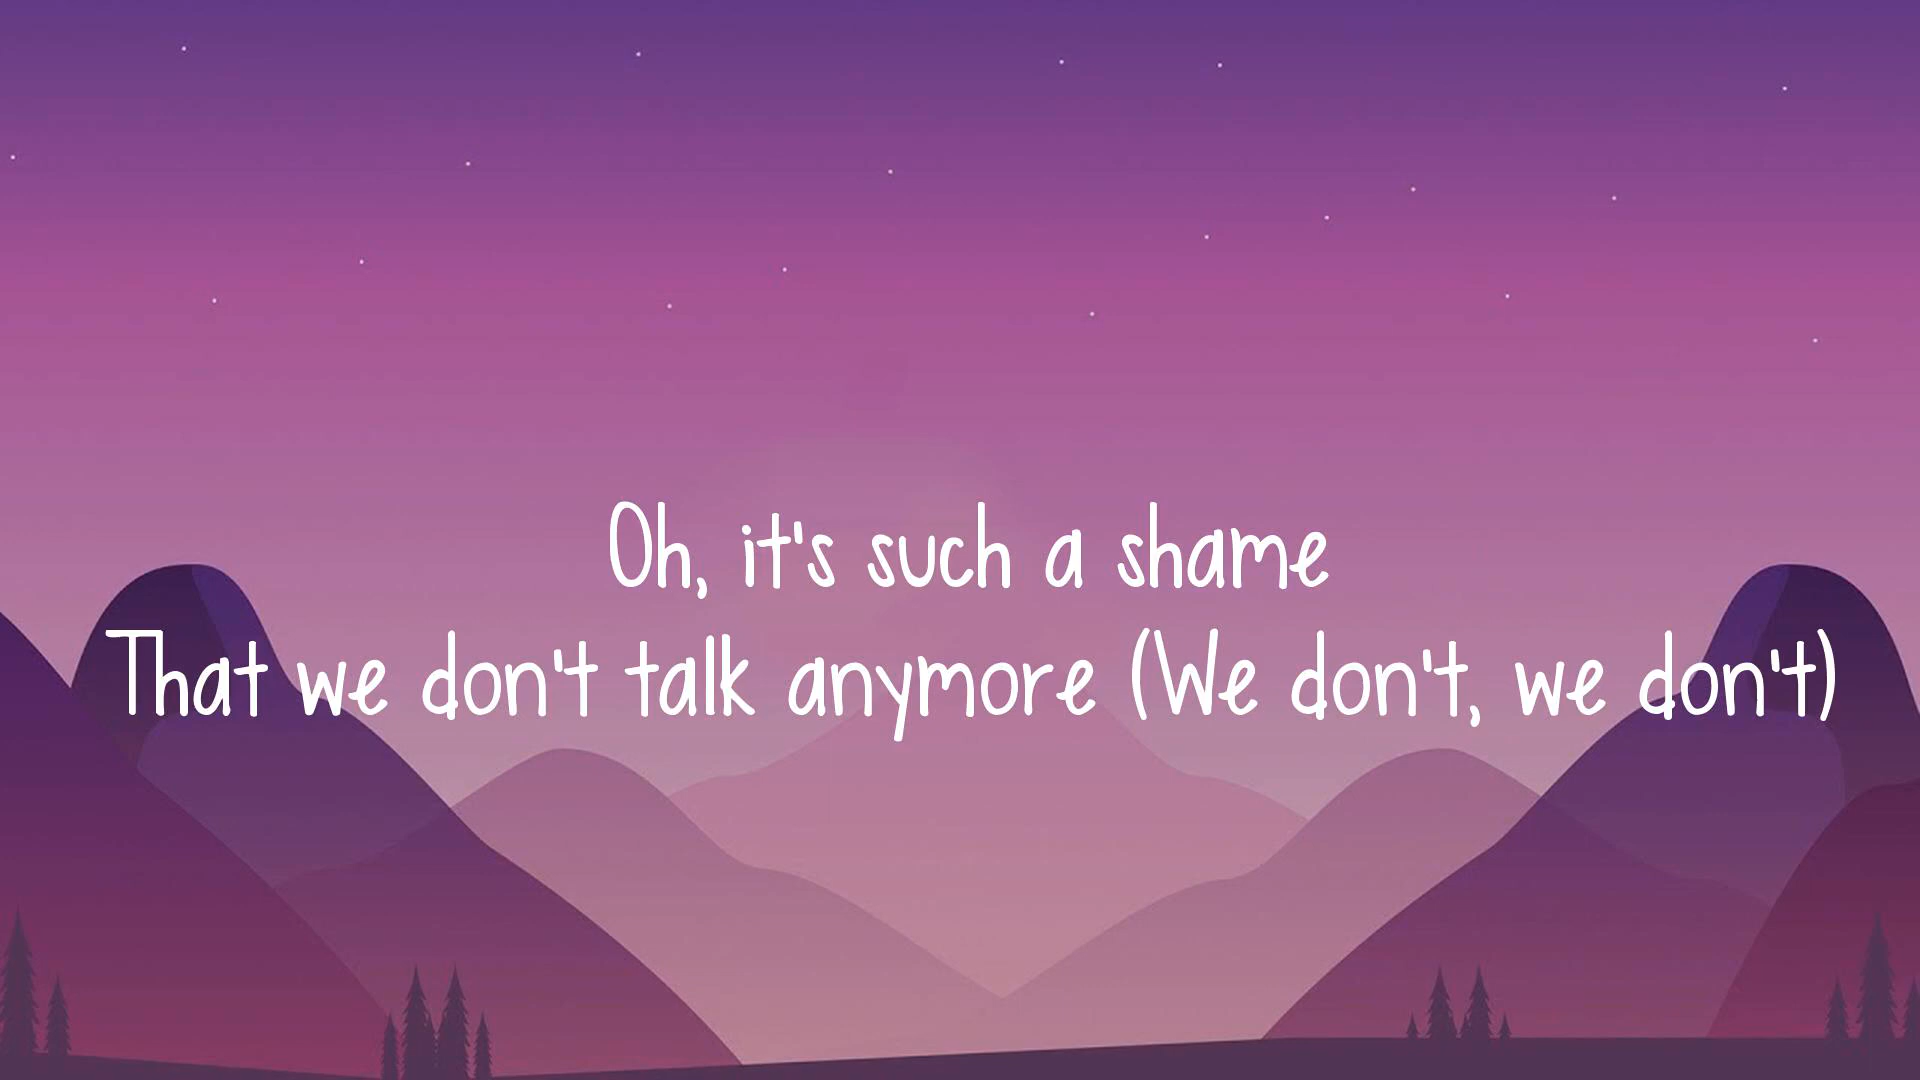 Oh, it's such a shame
That we don't talk anymore (We don't, we don't)